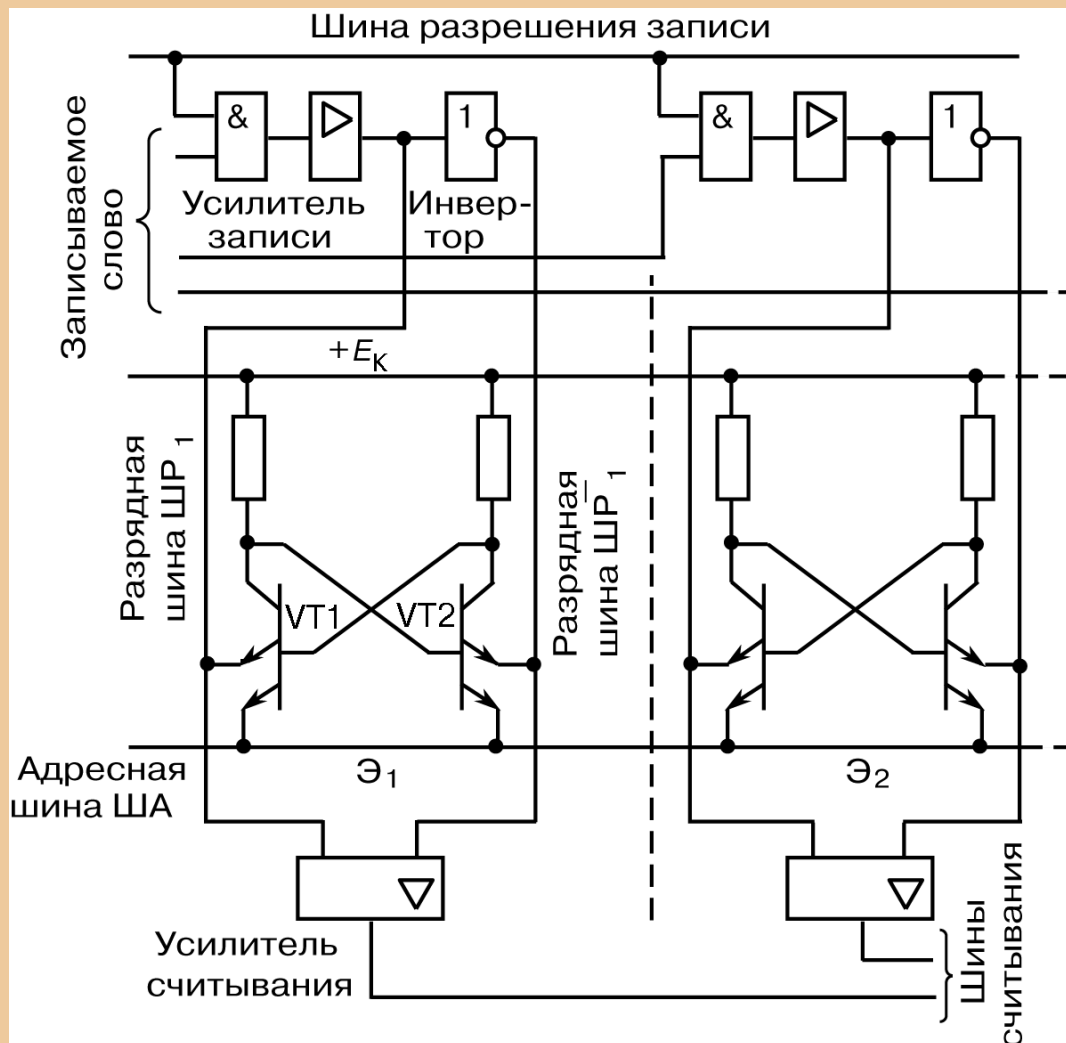 Шина разрешения записи
&
1
&
1
Записываемое
слово
Усилитель
записи
Инвер-
тор
+Eк
Разрядная
шина ШР 1
Разрядная
шина Ш̅Р̅ 1
VT1
VT2
Адресная
шина ША
Э1
Э2
Усилитель
считывания
Шины
считывания